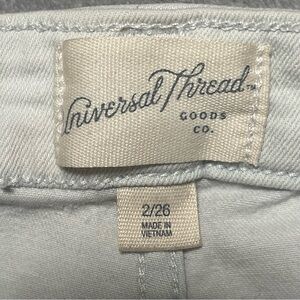 Universal Thread™
GOODS
CO.
2/26
MADE IN
VIETNAM